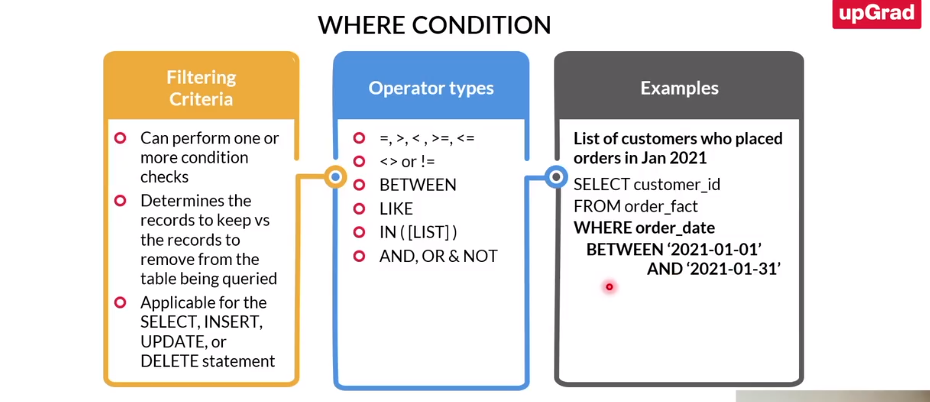 upGrad
WHERE CONDITION
Filtering
Criteria
Can perform one or
more condition
checks
Determines the
records to keep vs
the records to
remove from the
table being queried
Applicable for the
SELECT, INSERT,
UPDATE, or
DELETE statement
Operator types
=, >, < , >=, <=
<> or !=
BETWEEN
LIKE
IN ( [LIST] )
AND, OR & NOT
Examples
List of customers who placed
orders in Jan 2021
SELECT customer_id
FROM order_fact
WHERE order_date
BETWEEN ‘2021-01-01’
AND ‘2021-01-31’